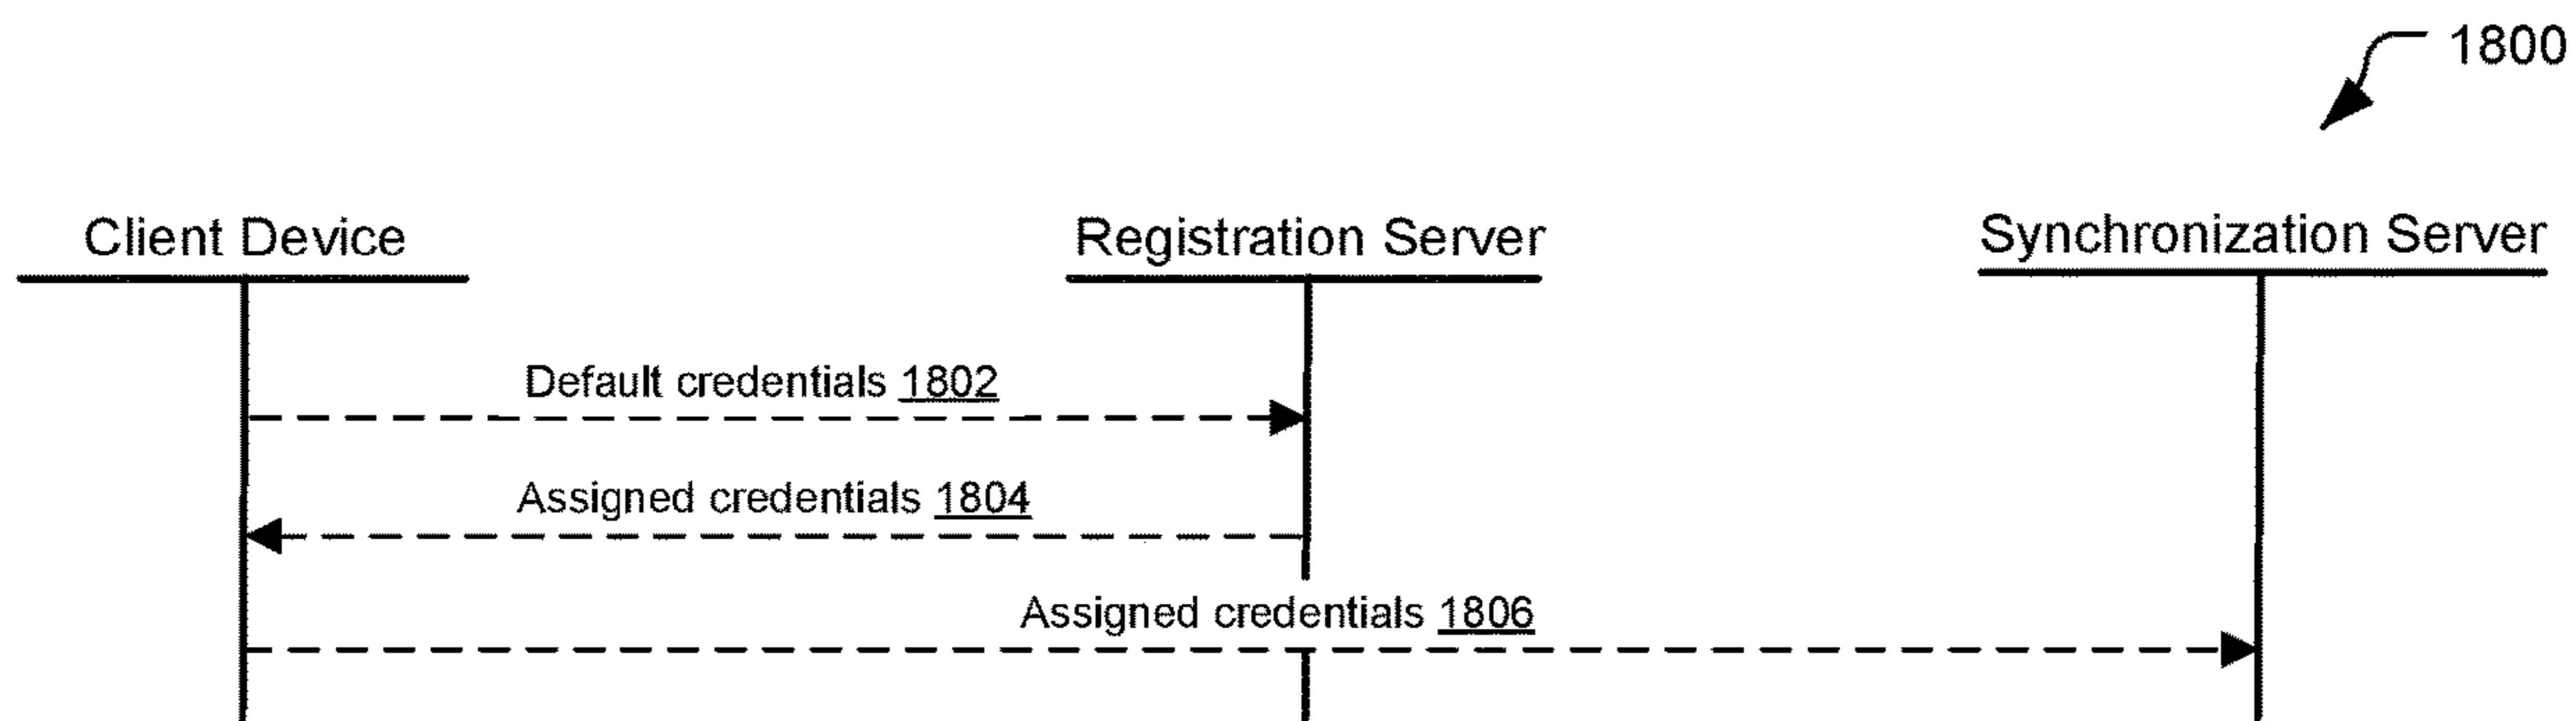 1800
Client Device
Registration Server
Synchronization Server
Default credentials 1802
Assigned credentials 1804
Assigned credentials 1806